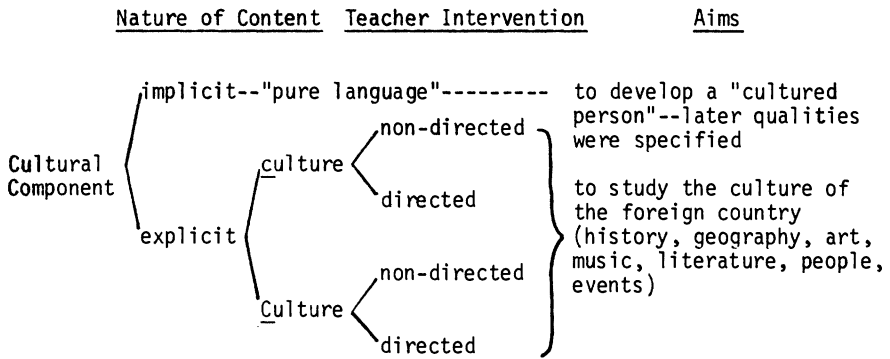 Nature of Content Teacher Intervention Aims
implicit--"pure language"--------- to develop a "cultured
person"--later qualities
were specified
non-directed
culture
directed
Cultural
Component
to study the culture of
the foreign country
(history, geography, art,
music, literature, people,
events)
explicit
non-directed
Culture
directed